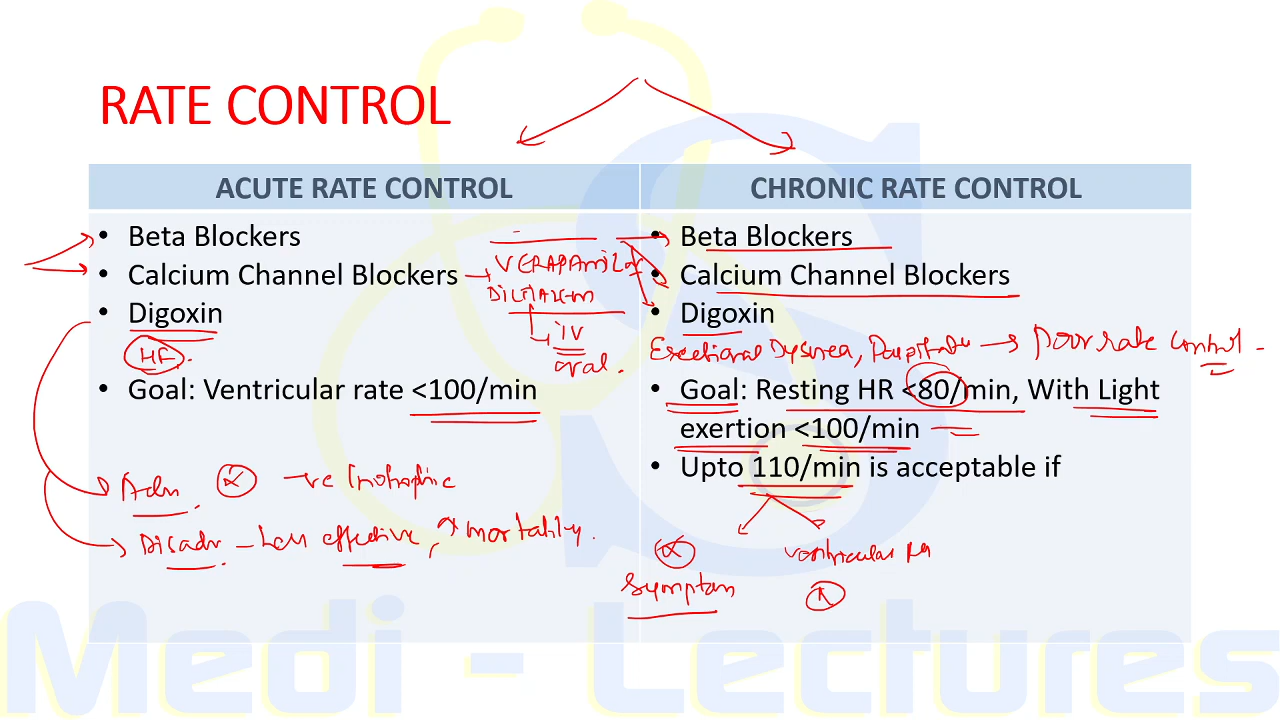 RATE CONTROL
ACUTE RATE CONTROL
• Beta Blockers
• Calcium Channel Blockers
VERAPAMIL or
DILTIAZEM
IV
oral.
• Digoxin
HF.
• Goal: Ventricular rate <100/min
Adv -ve Inotropic
Disadv - Less effective, ↑ mortality.
CHRONIC RATE CONTROL
• Beta Blockers
• Calcium Channel Blockers
• Digoxin
→ Poor rate control
• Goal: Resting HR <80/min, With Light
exertion <100/min
• Upto 110/min is acceptable if
Symptom
ventricular
N
Medi - Lectures